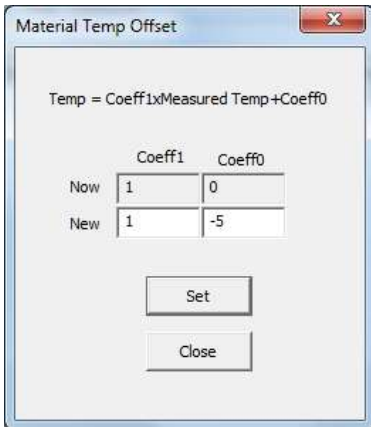 Material Temp Offset
Temp = Coeff1xMeasured Temp+Coeff0
Coeff1 Coeff0
Now 1 0
New 1 -5
Set
Close